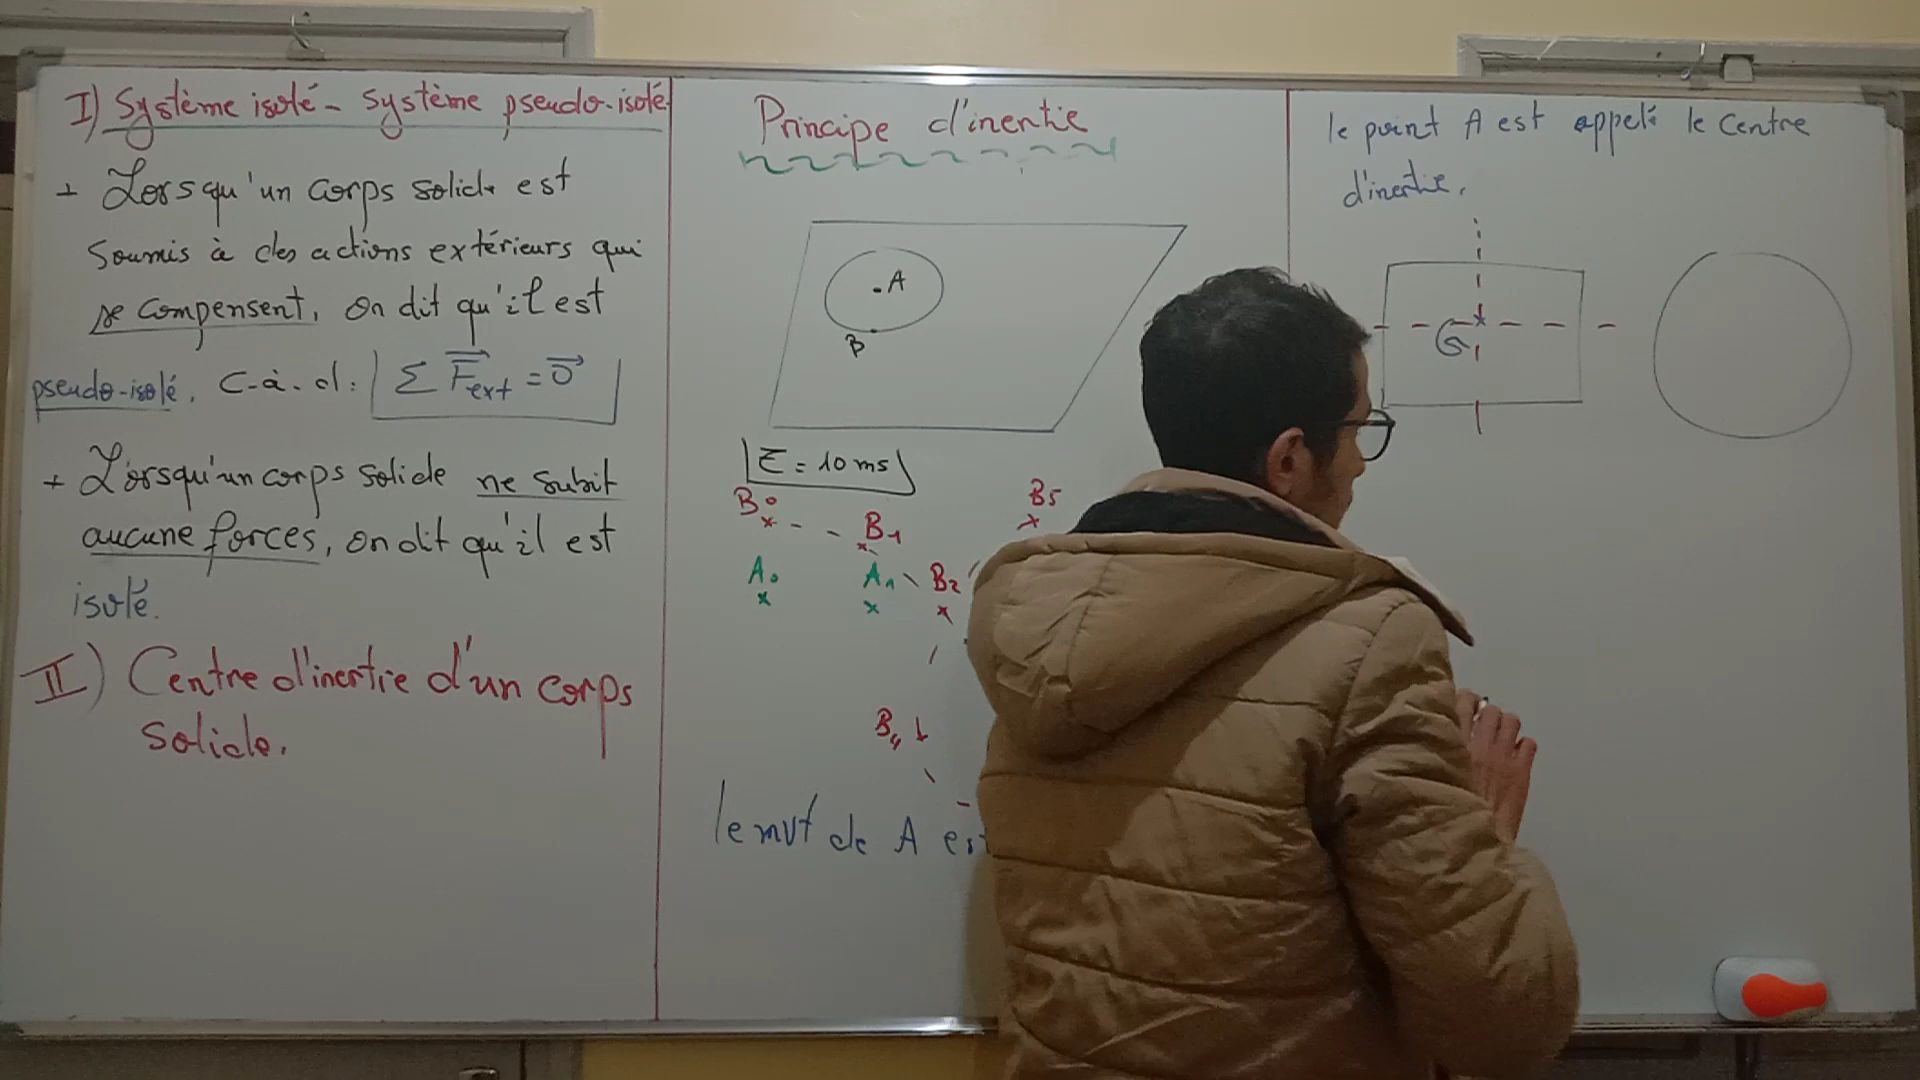 I) Système isolé - système pseudo-isolé.
+ Lorsqu'un corps solide est
soumis à des actions extérieurs qui
se compensent, on dit qu'il est
pseudo-isolé. C-à-d: Σ F⃗ext = 0⃗
+ Lorsqu'un corps solide ne subit
aucune forces, on dit qu'il est
isolé.
II) Centre d'inertie d'un corps
solide.
Principe d'inertie
A
B
τ = 10 ms
B0
B1
B5
A0
A1
B2
B4
le mvt de A est
le point A est appelé le centre
d'inertie.
G